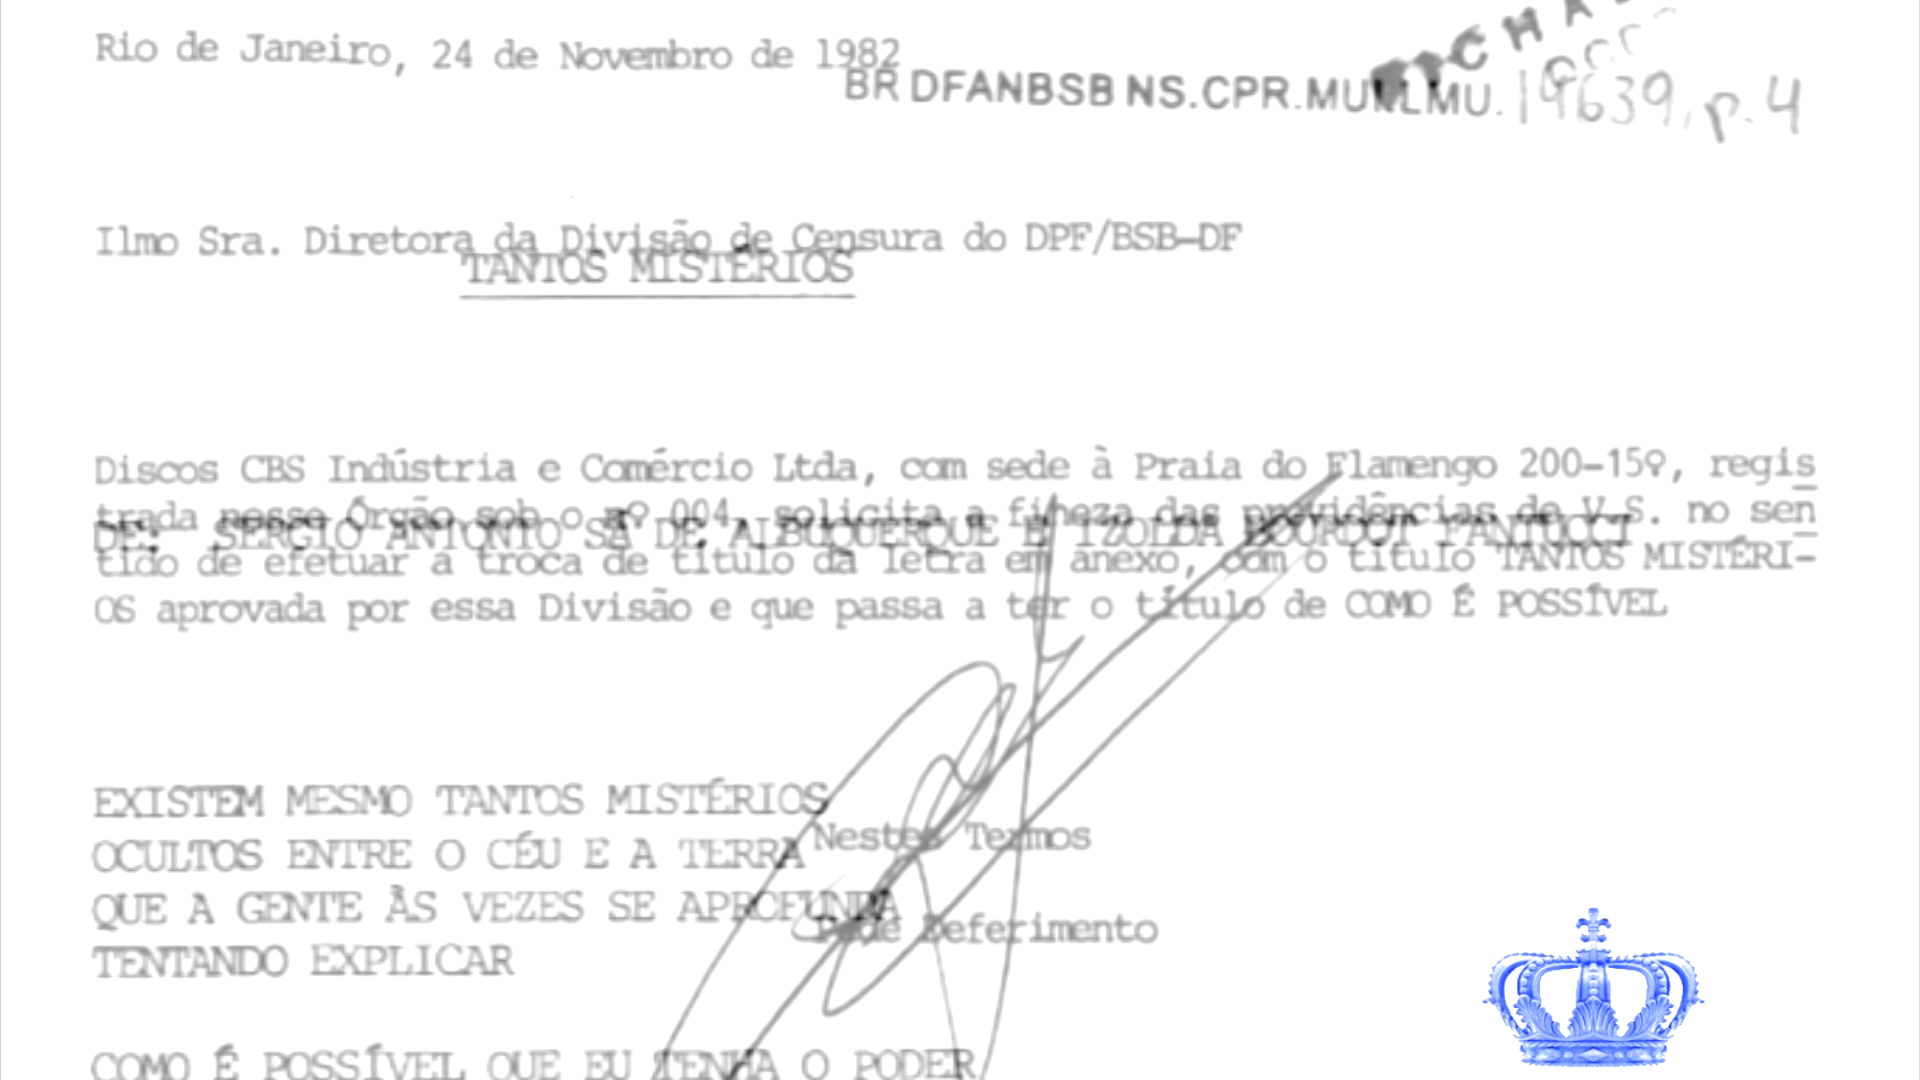 Rio de Janeiro, 24 de Novembro de 1982
BR DFANBSB NS.CPR.MUI.LMU. 19639, p.4
Ilmo Sra. Diretora da Divisão de Censura do DPF/BSB-DF
TANTOS MISTÉRIOS
Discos CBS Indústria e Comércio Ltda, com sede à Praia do Flamengo 200-15º, regis
trada nesse Órgão sob o nº 004, solicita a fineza das providências de V.S. no sen
DE: SERGIO ANTONIO SÁ DE ALBUQUERQUE E IZOLDA BOURDOT FANTUCCI
tido de efetuar a troca de título da letra em anexo, com o título TANTOS MISTÉRI-
OS aprovada por essa Divisão e que passa a ter o título de COMO É POSSÍVEL
EXISTEM MESMO TANTOS MISTÉRIOS
OCULTOS ENTRE O CÉU E A TERRA
Nestes Termos
QUE A GENTE ÀS VEZES SE APROFUNDA
Pede Deferimento
TENTANDO EXPLICAR
COMO É POSSÍVEL QUE EU TENHA O PODER